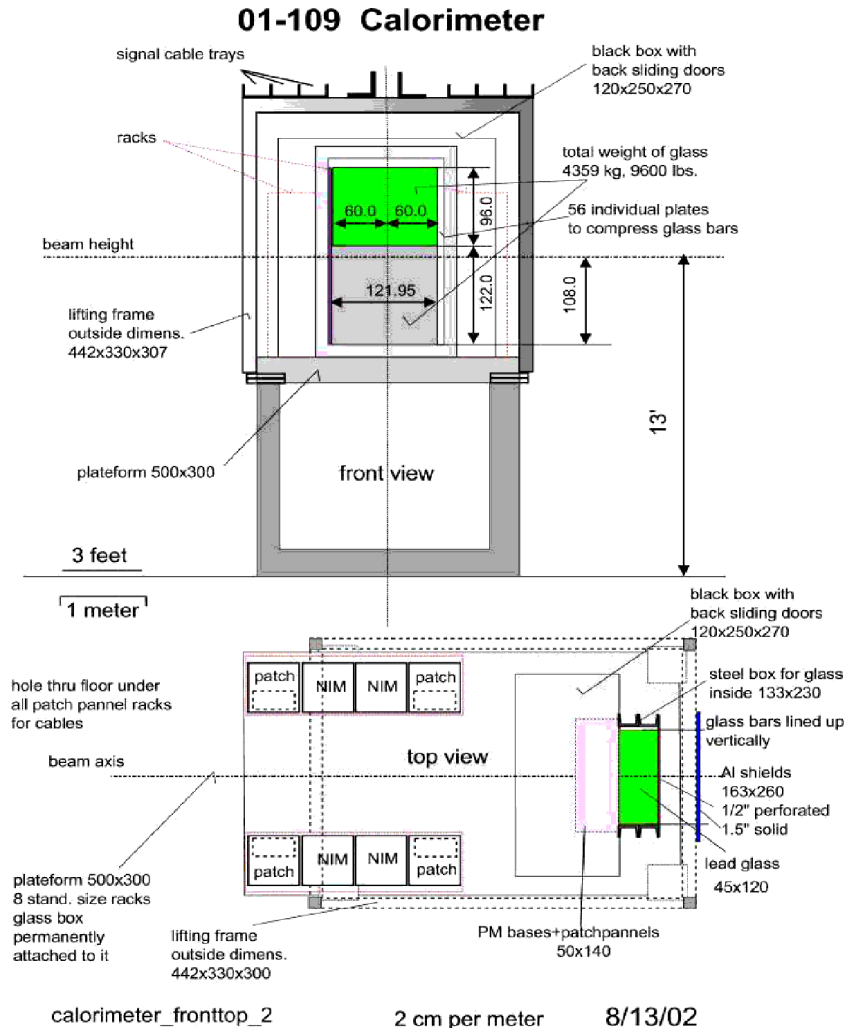 01-109 Calorimeter
signal cable trays
black box with
back sliding doors
120x250x270
racks
total weight of glass
4359 kg, 9600 lbs.
60.0
60.0
96.0
56 individual plates
to compress glass bars
beam height
121.95
122.0
108.0
lifting frame
outside dimens.
442x330x307
13'
plateform 500x300
front view
3 feet
1 meter
black box with
back sliding doors
120x250x270
patch
NIM
NIM
patch
steel box for glass
inside 133x230
hole thru floor under
all patch pannel racks
for cables
glass bars lined up
vertically
top view
beam axis
Al shields
163x260
1/2" perforated
1.5" solid
patch
NIM
NIM
patch
lead glass
45x120
plateform 500x300
8 stand. size racks
glass box
permanently
attached to it
lifting frame
outside dimens.
442x330x300
PM bases+patchpannels
50x140
calorimeter_fronttop_2
2 cm per meter
8/13/02